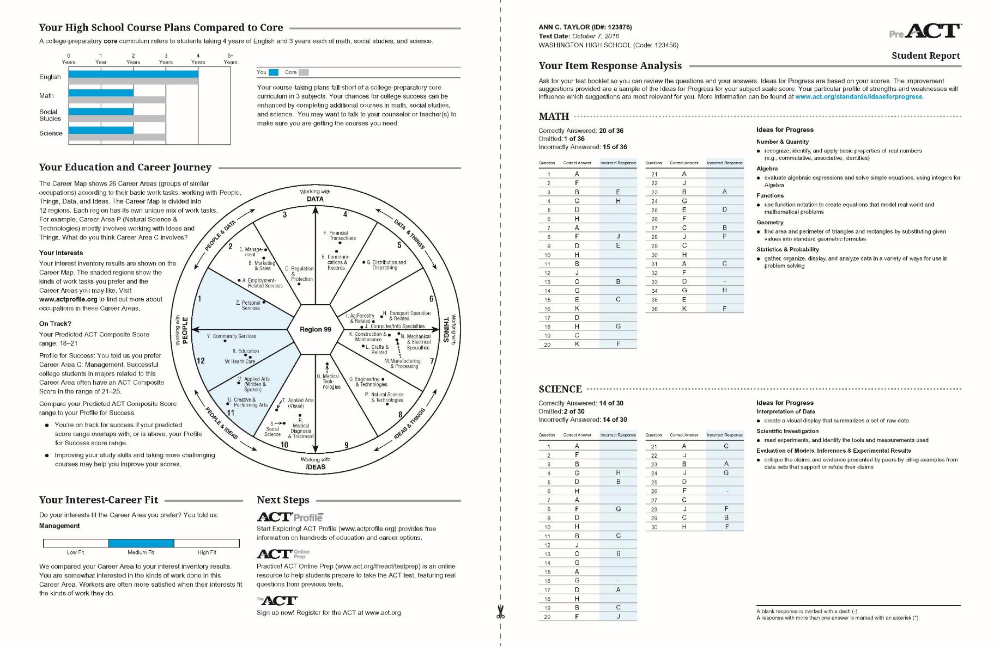 Your High School Course Plans Compared to Core
A college-preparatory core curriculum refers to students taking 4 years of English and 3 years each of math, social studies, and science.
0 1 2 3 4 5+
Years Year Years Years Years Years
English
Math
Social
Studies
Science
You Core
Your course-taking plans fall short of a college-preparatory core
curriculum in 3 subjects. Your chances for college success can be
enhanced by completing additional courses in math, social studies,
and science. You may want to talk to your counselor or teacher(s) to
make sure you are getting the courses you need.
Your Education and Career Journey
The Career Map shows 26 Career Areas (groups of similar
occupations) according to their basic work tasks: working with People,
Things, Data, and Ideas. The Career Map is divided into
12 regions. Each region has its own unique mix of work tasks.
For example, Career Area P (Natural Science &
Technologies) mostly involves working with Ideas and
Things. What do you think Career Area C involves?
Your Interests
Your interest inventory results are shown on the
Career Map. The shaded regions show the
kinds of work tasks you prefer and the
Career Areas you may like. Visit
www.actprofile.org to find out more about
occupations in these Career Areas.
On Track?
Your Predicted ACT Composite Score
range: 18–21
Profile for Success: You told us you prefer
Career Area C: Management. Successful
college students in majors related to this
Career Area often have an ACT Composite
Score in the range of 21–25.
Compare your Predicted ACT Composite Score
range to your Profile for Success.
● You're on track for success if your predicted
score range overlaps with, or is above, your Profile
for Success score range.
● Improving your study skills and taking more challenging
courses may help you improve your scores.
Working with
DATA
DATA & THINGS
Working with
THINGS
IDEAS & THINGS
Working with
IDEAS
PEOPLE & IDEAS
Working with
PEOPLE
PEOPLE & DATA
1
2
3
4
5
6
7
8
9
10
11
12
Region 99
A. Employment-
Related Services
B. Marketing
& Sales
C. Manage-
ment
D. Regulation
&
Protection
E. Communi-
cations &
Records
F. Financial
Transactions
G. Distribution and
Dispatching
H. Transport Operation
& Related
I. Ag/Forestry
& Related
J. Computer/Info Specialties
K. Construction &
Maintenance
L. Crafts &
Related
M. Manufacturing
& Processing
N. Mechanical
& Electrical
Specialties
O. Engineering
& Technologies
P. Natural Science
& Technologies
Q. Medical
Tech-
nologies
R.
Medical
Diagnosis
& Treatment
S.
Social
Science
T. Applied Arts
(Visual)
U. Creative &
Performing Arts
V. Applied Arts
(Written &
Spoken)
W. Health Care
X. Education
Y. Community Services
Z. Personal
Services
Your Interest-Career Fit
Do your interests fit the Career Area you prefer? You told us:
Management
Low Fit Medium Fit High Fit
We compared your Career Area to your interest inventory results.
You are somewhat interested in the kinds of work done in this
Career Area. Workers are often more satisfied when their interests fit
the kinds of work they do.
Next Steps
ACT Profile
Start Exploring! ACT Profile (www.actprofile.org) provides free
information on hundreds of education and career options.
ACT Online Prep
Practice! ACT Online Prep (www.act.org/theact/testprep) is an online
resource to help students prepare to take the ACT test, featuring real
questions from previous tests.
The ACT
Sign up now! Register for the ACT at www.act.org.
ANN C. TAYLOR (ID#: 123876)
Test Date: October 7, 2016
WASHINGTON HIGH SCHOOL (Code: 123456)
PreACT
Student Report
Your Item Response Analysis
Ask for your test booklet so you can review the questions and your answers. Ideas for Progress are based on your scores. The improvement
suggestions provided are a sample of the Ideas for Progress for your subject scale score. Your particular profile of strengths and weaknesses will
influence which suggestions are most relevant for you. More information can be found at www.act.org/standards/ideasforprogress.
MATH
Correctly Answered: 20 of 36
Omitted: 1 of 36
Incorrectly Answered: 15 of 36
Question Correct Answer Incorrect Response
1 A
2 F
3 B E
4 G H
5 D
6 H
7 A
8 F J
9 D E
10 H
11 B
12 J
13 C B
14 G
15 E C
16 K
17 D
18 H G
19 C
20 K F
Question Correct Answer Incorrect Response
21 A
22 J
23 B A
24 G
25 E D
26 F
27 C B
28 J F
29 C
30 H
31 A C
32 F
33 D -
34 G H
35 E
36 K F
Ideas for Progress
Number & Quantity
● recognize, identify, and apply basic properties of real numbers
(e.g., commutative, associative, identities)
Algebra
● evaluate algebraic expressions and solve simple equations, using integers for
Algebra
Functions
● use function notation to create equations that model real-world and
mathematical problems
Geometry
● find area and perimeter of triangles and rectangles by substituting given
values into standard geometric formulas
Statistics & Probability
● gather, organize, display, and analyze data in a variety of ways for use in
problem solving
SCIENCE
Correctly Answered: 14 of 30
Omitted: 2 of 30
Incorrectly Answered: 14 of 30
Question Correct Answer Incorrect Response
1 A
2 F
3 B
4 G H
5 D B
6 H
7 A
8 F G
9 D
10 H
11 B C
12 J
13 C B
14 G
15 A
16 G -
17 D A
18 H
19 B C
20 F J
Question Correct Answer Incorrect Response
21 A C
22 J
23 B A
24 J G
25 D
26 F -
27 C
28 J F
29 C B
30 H F
Ideas for Progress
Interpretation of Data
● create a visual display that summarizes a set of raw data
Scientific Investigation
● read experiments, and identify the tools and measurements used
Evaluation of Models, Inferences & Experimental Results
● critique the claims and evidence presented by peers by citing examples from
data sets that support or refute their claims
A blank response is marked with a dash (-).
A response with more than one answer is marked with an asterisk (*).